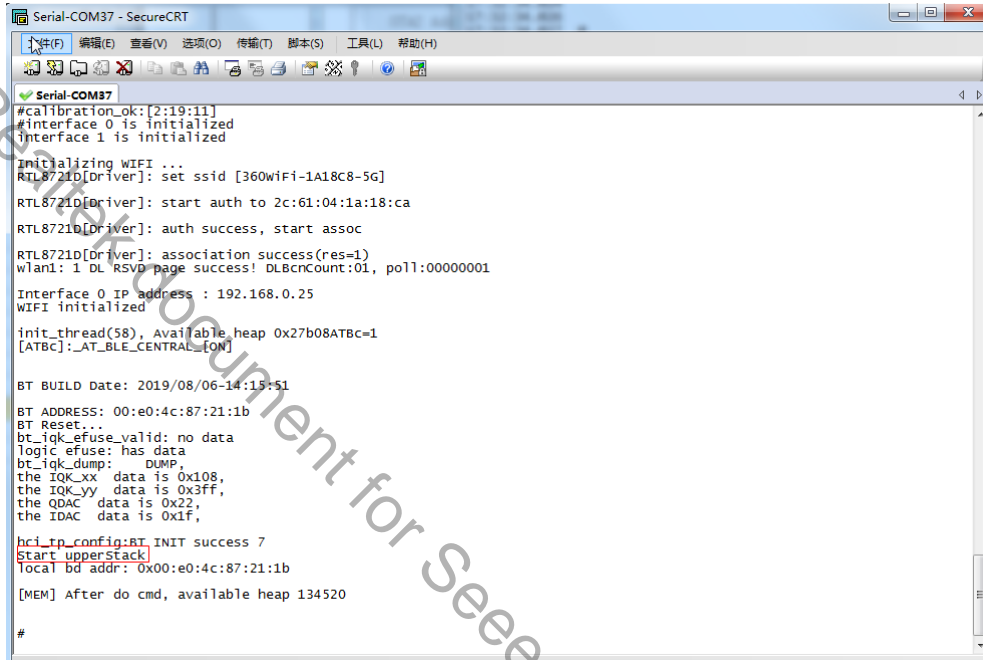 Serial-COM37 - SecureCRT
文件(F) 编辑(E) 查看(V) 选项(O) 传输(T) 脚本(S) 工具(L) 帮助(H)
Serial-COM37
#calibration_ok:[2:19:11]
#interface 0 is initialized
interface 1 is initialized
Initializing WIFI ...
RTL8721D[Driver]: set ssid [360WiFi-1A18C8-5G]
RTL8721D[Driver]: start auth to 2c:61:04:1a:18:ca
RTL8721D[Driver]: auth success, start assoc
RTL8721D[Driver]: association success(res=1)
wlan1: 1 DL RSVD page success! DLBcnCount:01, poll:00000001
Interface 0 IP address : 192.168.0.25
WIFI initialized
init_thread(58), Available heap 0x27b08ATBc=1
[ATBc]:_AT_BLE_CENTRAL_[ON]
BT BUILD Date: 2019/08/06-14:15:51
BT ADDRESS: 00:e0:4c:87:21:1b
BT Reset...
bt_iqk_efuse_valid: no data
logic efuse: has data
bt_iqk_dump: DUMP,
the IQK_xx data is 0x108,
the IQK_yy data is 0x3ff,
the QDAC data is 0x22,
the IDAC data is 0x1f,
hci_tp_config:BT INIT success 7
Start upperStack
local bd addr: 0x00:e0:4c:87:21:1b
[MEM] After do cmd, available heap 134520
#
Realtek document for Seee